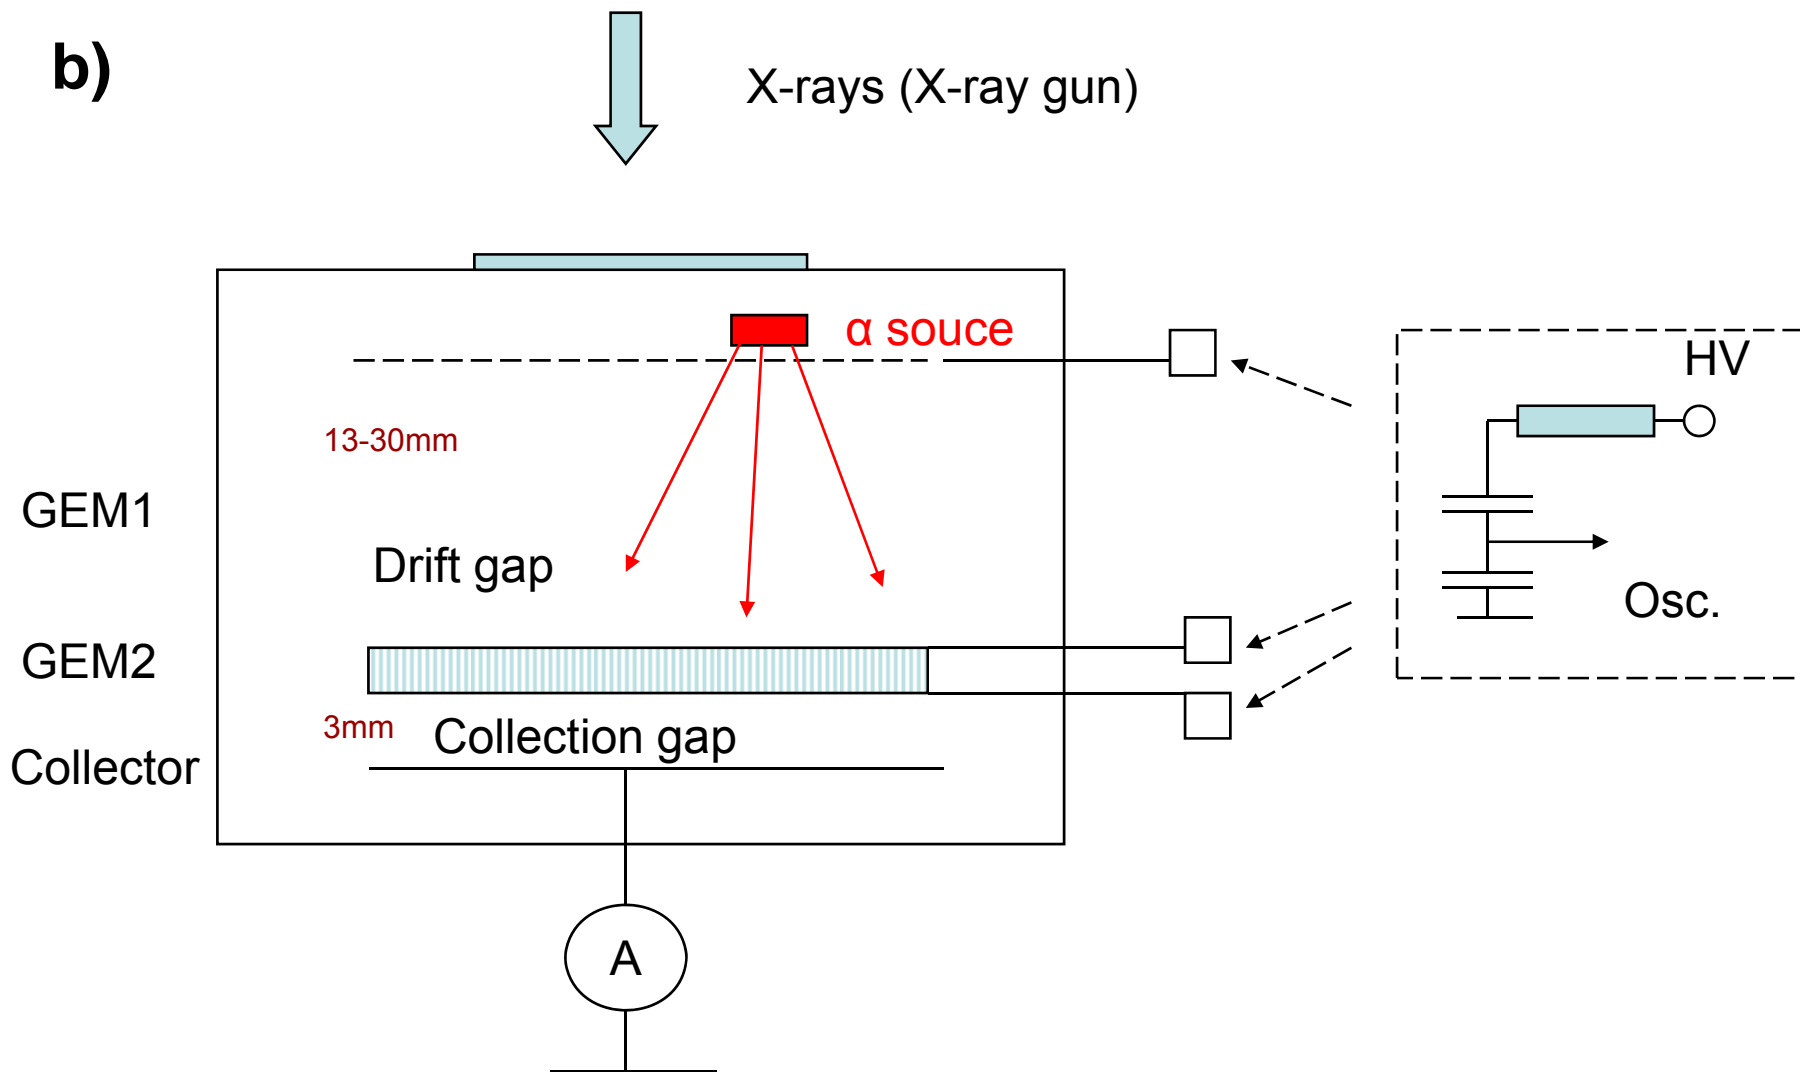 b)
X-rays (X-ray gun)
α souce
HV
13-30mm
GEM1
Drift gap
Osc.
GEM2
3mm
Collection gap
Collector
A